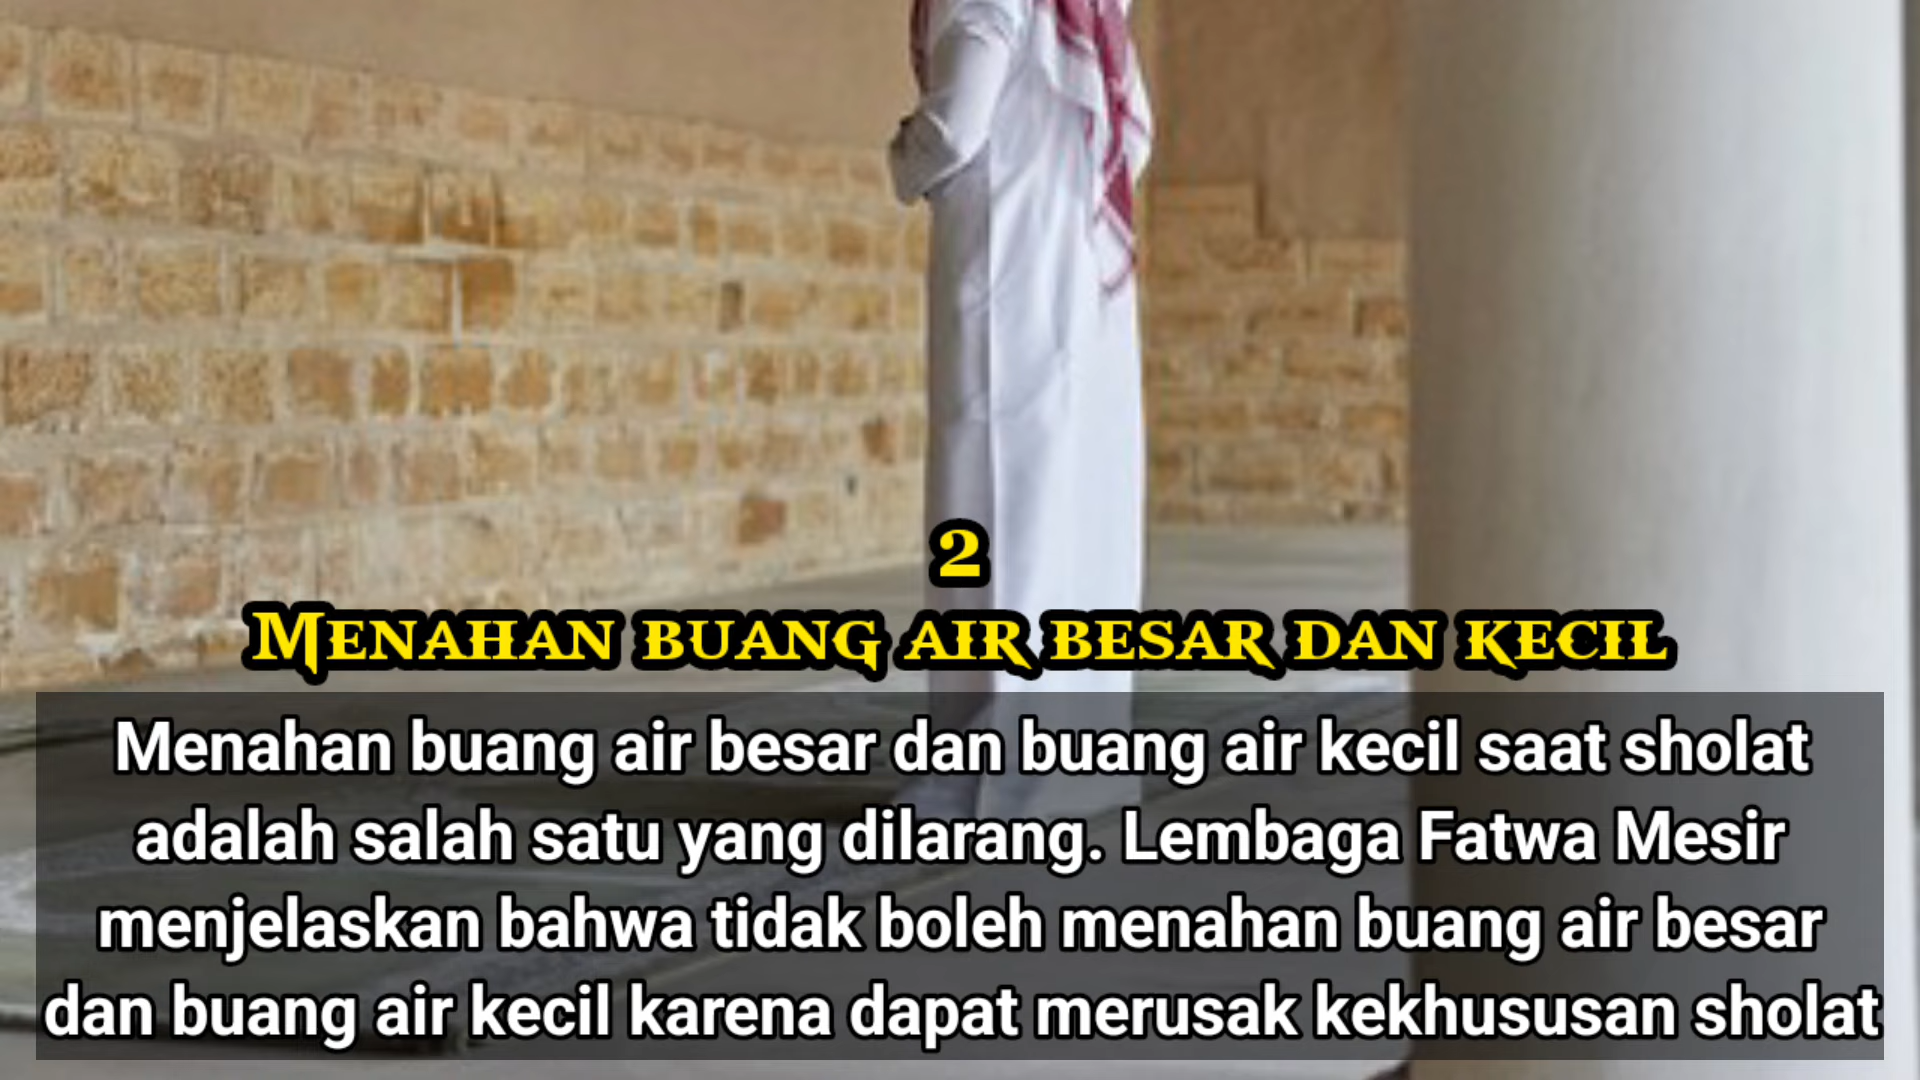 2
Menahan buang air besar dan kecil
Menahan buang air besar dan buang air kecil saat sholat
adalah salah satu yang dilarang. Lembaga Fatwa Mesir
menjelaskan bahwa tidak boleh menahan buang air besar
dan buang air kecil karena dapat merusak kekhususan sholat